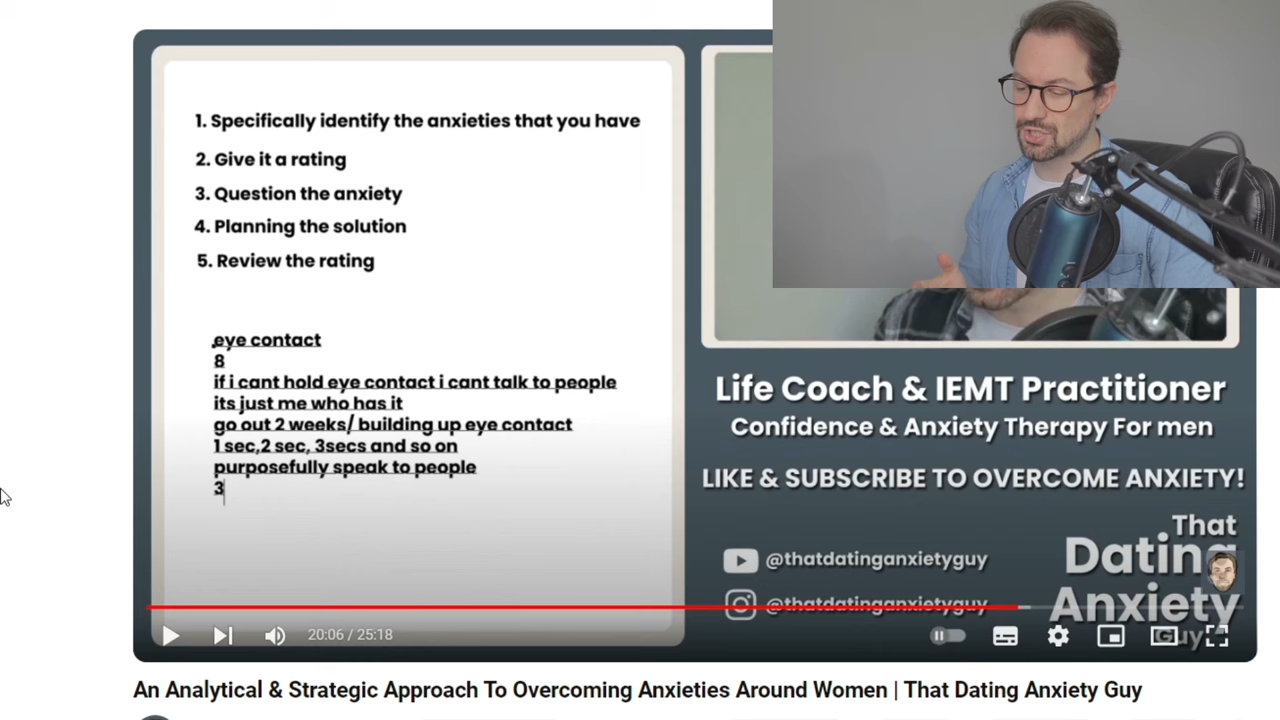 1. Specifically identify the anxieties that you have
2. Give it a rating
3. Question the anxiety
4. Planning the solution
5. Review the rating
eye contact
8
if i cant hold eye contact i cant talk to people
its just me who has it
go out 2 weeks/ building up eye contact
1 sec,2 sec, 3secs and so on
purposefully speak to people
3
Life Coach & IEMT Practitioner
Confidence & Anxiety Therapy For men
LIKE & SUBSCRIBE TO OVERCOME ANXIETY!
@thatdatinganxietyguy
@thatdatinganxietyguy
That
Dating
Anxiety
Guy
20:06 / 25:18
An Analytical & Strategic Approach To Overcoming Anxieties Around Women | That Dating Anxiety Guy